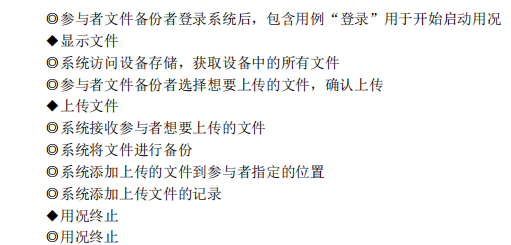 ◎参与者文件备份者登录系统后，包含用例“登录”用于开始启动用况
◆显示文件
◎系统访问设备存储，获取设备中的所有文件
◎参与者文件备份者选择想要上传的文件，确认上传
◆上传文件
◎系统接收参与者想要上传的文件
◎系统将文件进行备份
◎系统添加上传的文件到参与者指定的位置
◎系统添加上传文件的记录
◆用况终止
◎用况终止